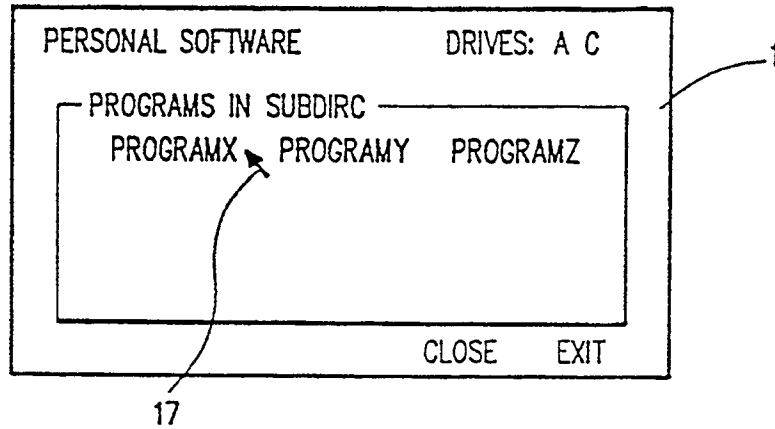 PERSONAL SOFTWARE DRIVES: A C
PROGRAMS IN SUBDIRC
PROGRAMX PROGRAMY PROGRAMZ
CLOSE EXIT
17